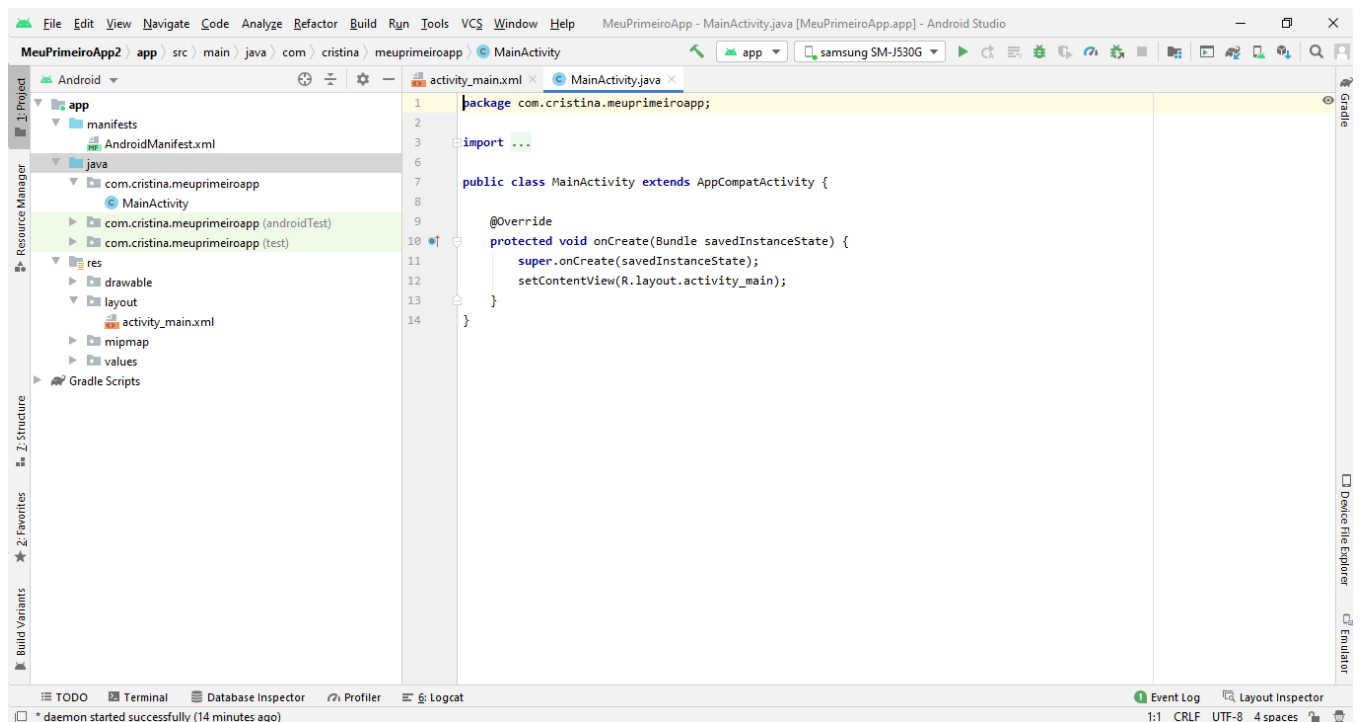 File Edit View Navigate Code Analyze Refactor Build Run Tools VCS Window Help MeuPrimeiroApp - MainActivity.java [MeuPrimeiroApp.app] - Android Studio
MeuPrimeiroApp2 app src main java com cristina meuprimeiroapp C MainActivity app samsung SM-J530G
1: Project
Resource Manager
7: Structure
2: Favorites
Build Variants
Android
app
manifests
MF AndroidManifest.xml
java
com.cristina.meuprimeiroapp
C MainActivity
com.cristina.meuprimeiroapp (androidTest)
com.cristina.meuprimeiroapp (test)
res
drawable
layout
activity_main.xml
mipmap
values
Gradle Scripts
activity_main.xml C MainActivity.java
1 package com.cristina.meuprimeiroapp;
2
3 import ...
6
7 public class MainActivity extends AppCompatActivity {
8
9 @Override
10 protected void onCreate(Bundle savedInstanceState) {
11 super.onCreate(savedInstanceState);
12 setContentView(R.layout.activity_main);
13 }
14 }
Gradle
Device File Explorer
Emulator
TODO Terminal Database Inspector Profiler 6: Logcat 1 Event Log Layout Inspector
* daemon started successfully (14 minutes ago) 1:1 CRLF UTF-8 4 spaces